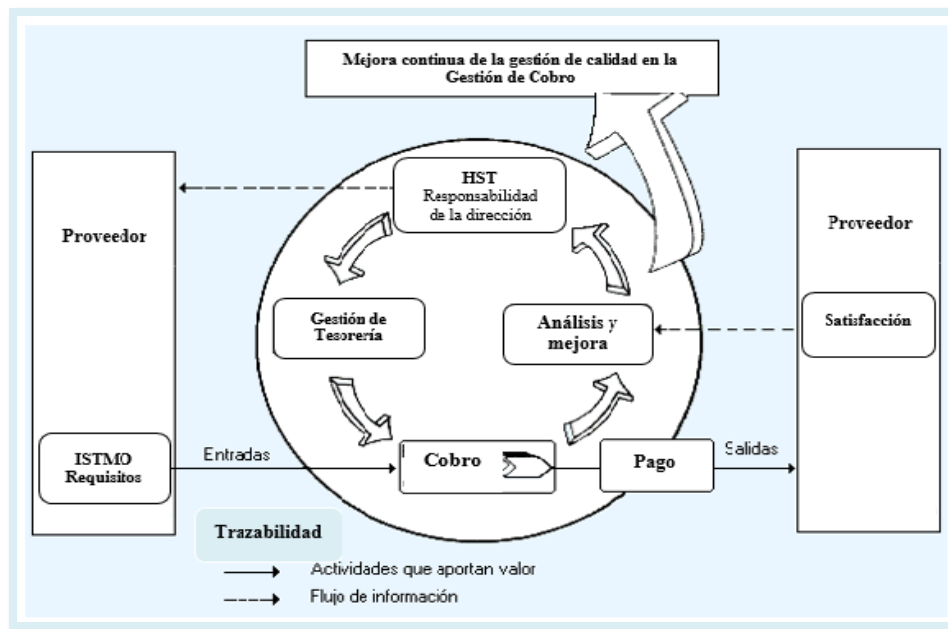 Mejora continua de la gestión de calidad en la
Gestión de Cobro
HST
Responsabilidad
de la dirección
Proveedor
Proveedor
Gestión de
Tesorería
Análisis y
mejora
Satisfacción
ISTMO
Requisitos
Entradas
Cobro
Pago
Salidas
Trazabilidad
Actividades que aportan valor
Flujo de información